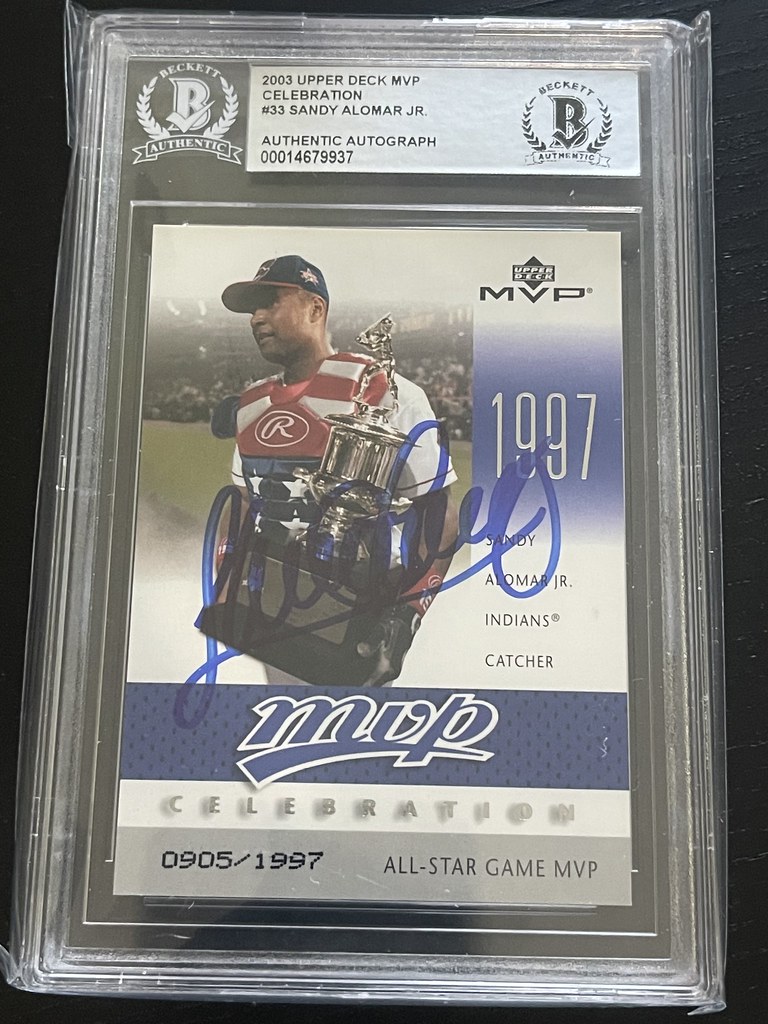 BECKETT
B
AUTHENTIC
2003 UPPER DECK MVP
CELEBRATION
#33 SANDY ALOMAR JR.
AUTHENTIC AUTOGRAPH
00014679937
BECKETT
B
AUTHENTIC
UPPER
DECK
MVP®
R
1997
SANDY
ALOMAR JR.
INDIANS®
CATCHER
mvp
CELEBRATION
0905/1997
ALL-STAR GAME MVP